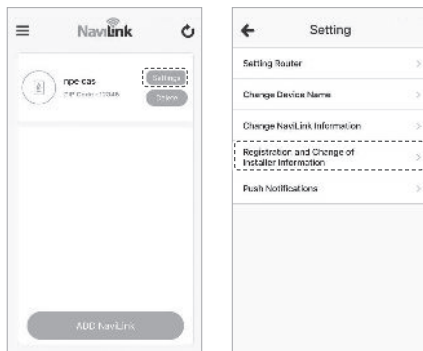 NaviLink
npe cas
Settings
Delete
ADD NaviLink
Setting
Setting Router
Change Device Name
Change NaviLink Information
Registration and Change of
Installer Information
Push Notifications